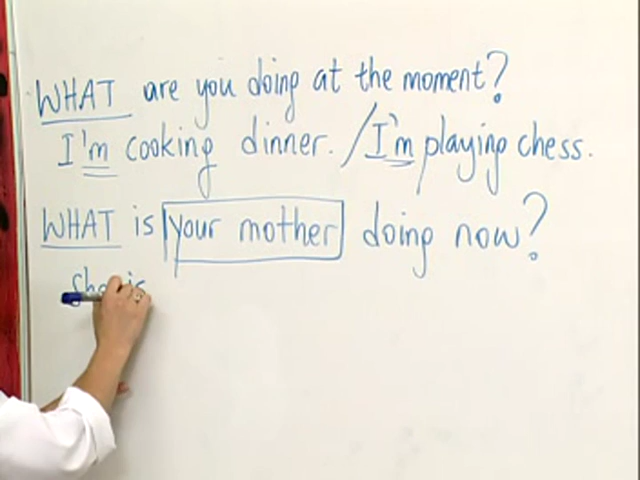 WHAT are you doing at the moment?
I'm cooking dinner. / I'm playing chess.
WHAT is your mother doing now?
She is